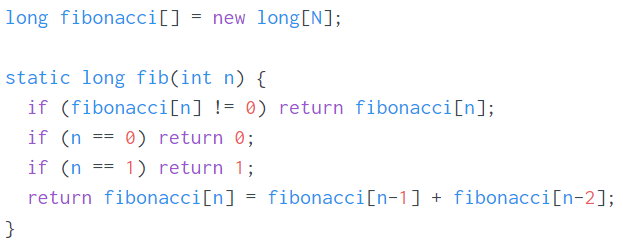 long fibonacci[] = new long[N];
static long fib(int n) {
if (fibonacci[n] != 0) return fibonacci[n];
if (n == 0) return 0;
if (n == 1) return 1;
return fibonacci[n] = fibonacci[n-1] + fibonacci[n-2];
}